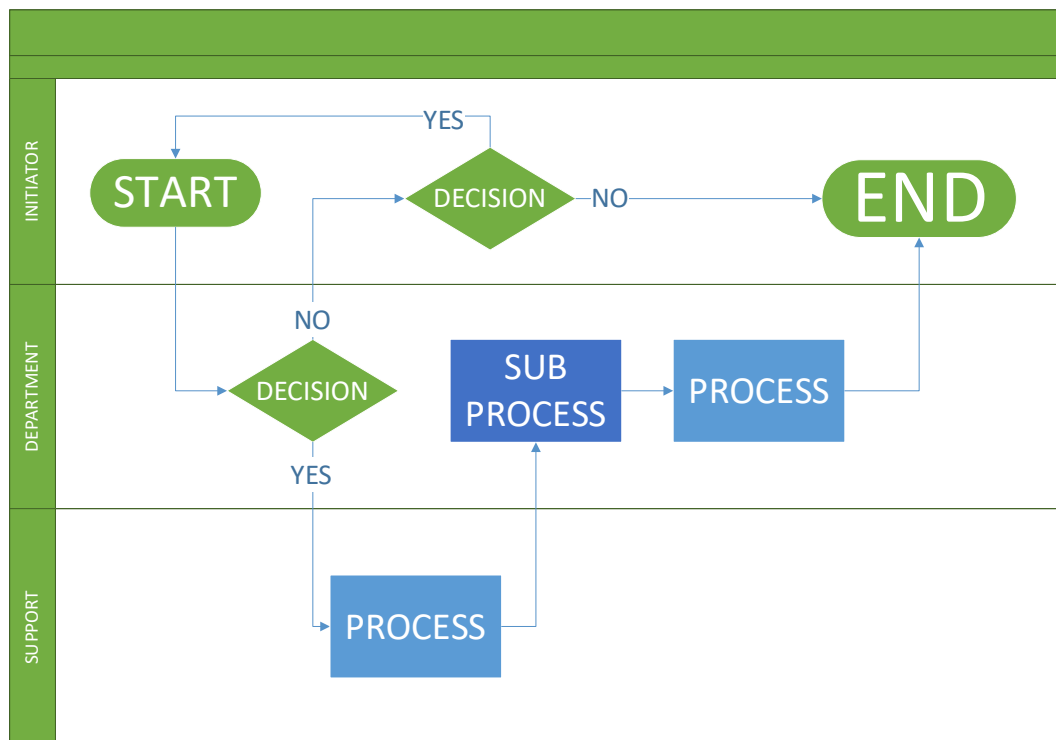 INITIATOR
YES
START
DECISION
NO
END
DEPARTMENT
NO
DECISION
SUB
PROCESS
PROCESS
YES
SUPPORT
PROCESS